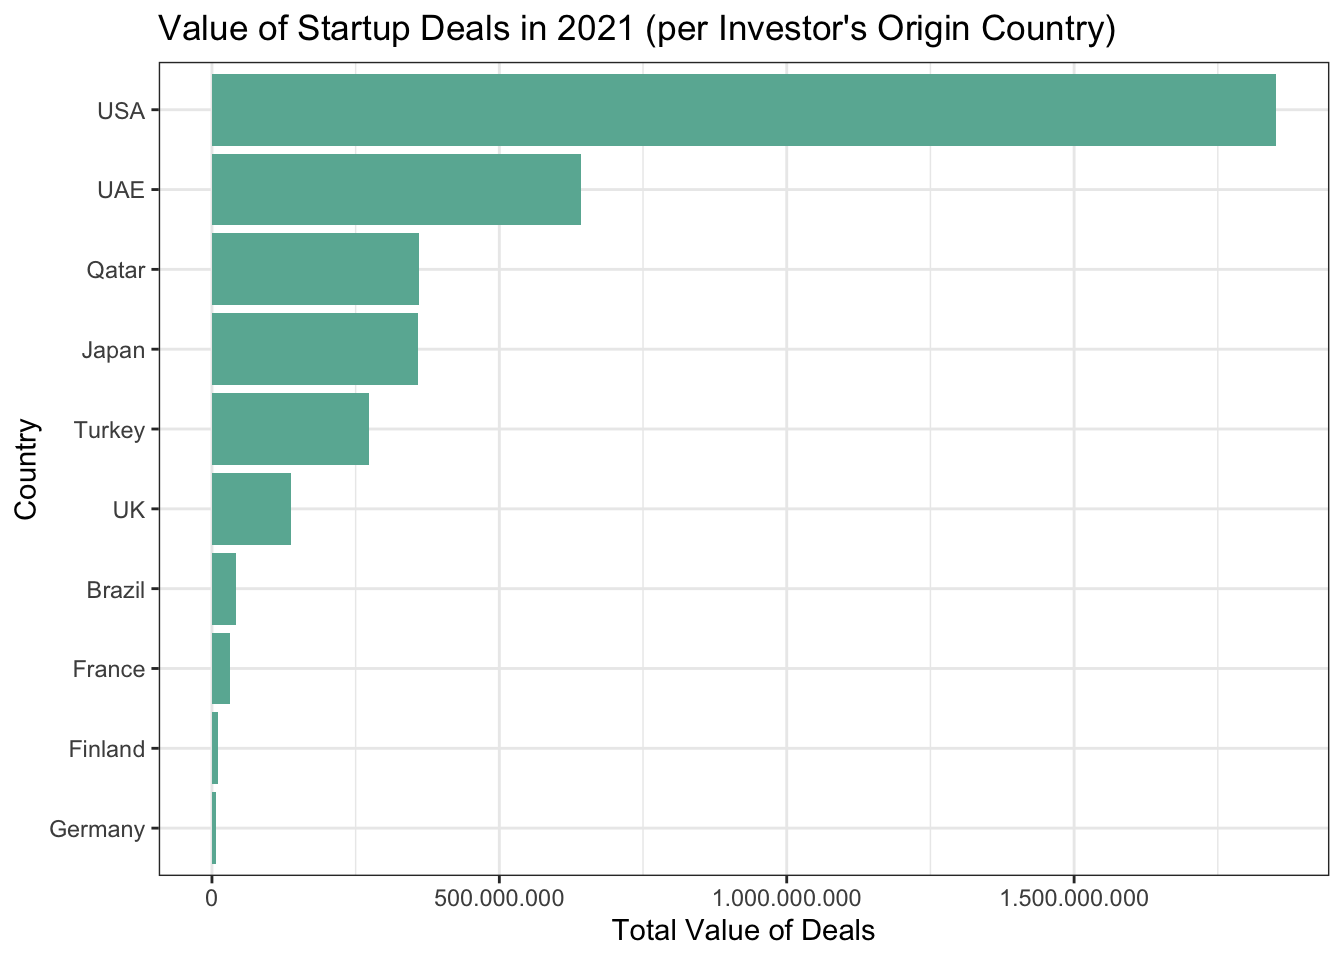 Value of Startup Deals in 2021 (per Investor's Origin Country)
USA
UAE
Qatar
Japan
Turkey
UK
Brazil
France
Finland
Germany
Country
0 500.000.000 1.000.000.000 1.500.000.000
Total Value of Deals